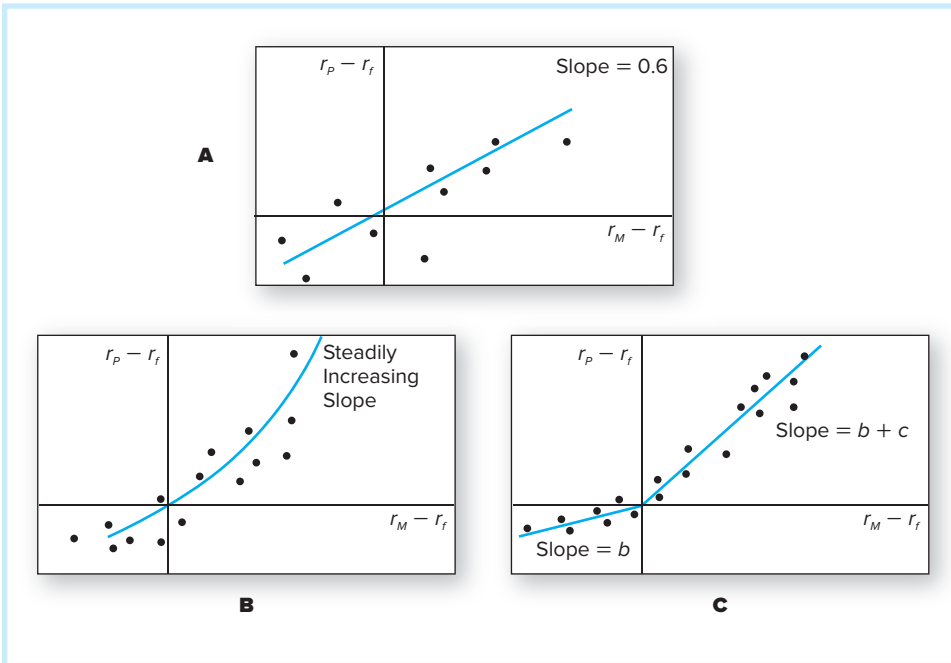 r_P − r_f
Slope = 0.6
A
r_M − r_f
r_P − r_f
Steadily
Increasing
Slope
r_M − r_f
B
r_P − r_f
Slope = b + c
r_M − r_f
Slope = b
C